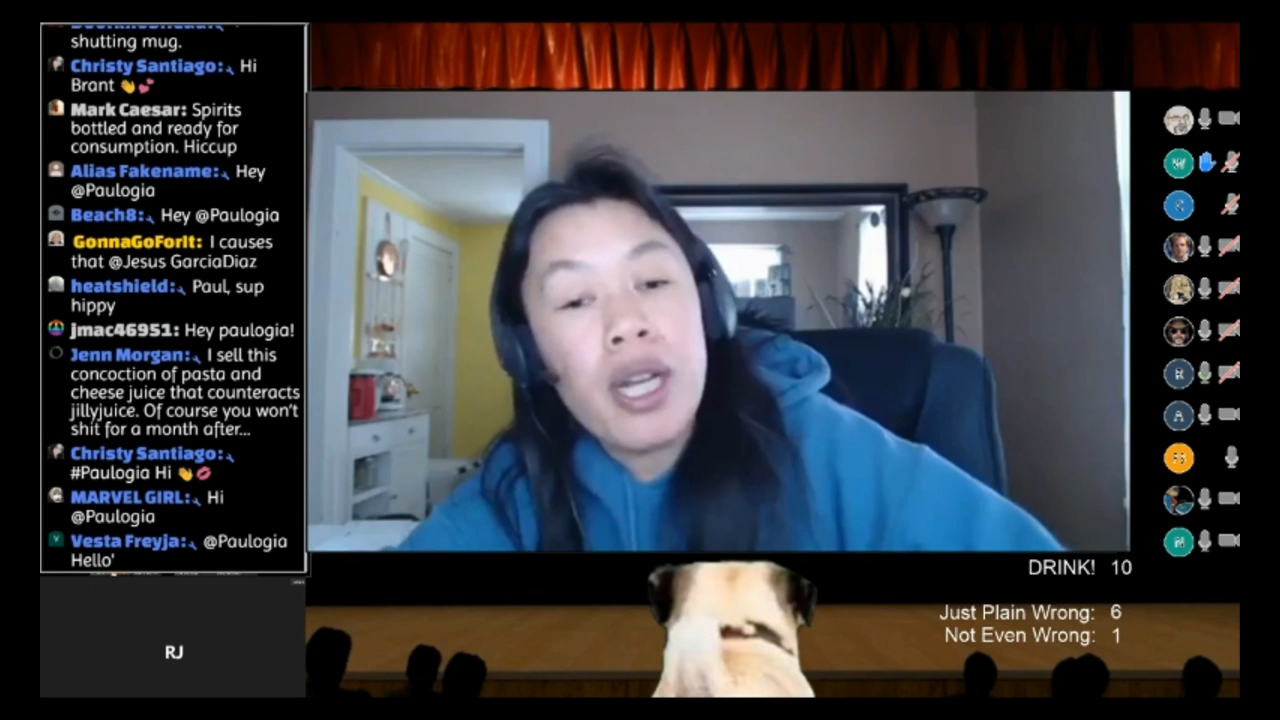 shutting mug.
Christy Santiago: Hi
Brant
Mark Caesar: Spirits
bottled and ready for
consumption. Hiccup
Alias Fakename: Hey
@Paulogia
Beach8: Hey @Paulogia
GonnaGoForIt: I causes
that @Jesus GarciaDiaz
heatshield: Paul, sup
hippy
jmac46951: Hey paulogia!
Jenn Morgan: I sell this
concoction of pasta and
cheese juice that counteracts
jillyjuice. Of course you won't
shit for a month after...
Christy Santiago:
#Paulogia Hi
MARVEL GIRL: Hi
@Paulogia
Vesta Freyja: @Paulogia
Hello'
RJ
R
A
DRINK! 10
Just Plain Wrong: 6
Not Even Wrong: 1